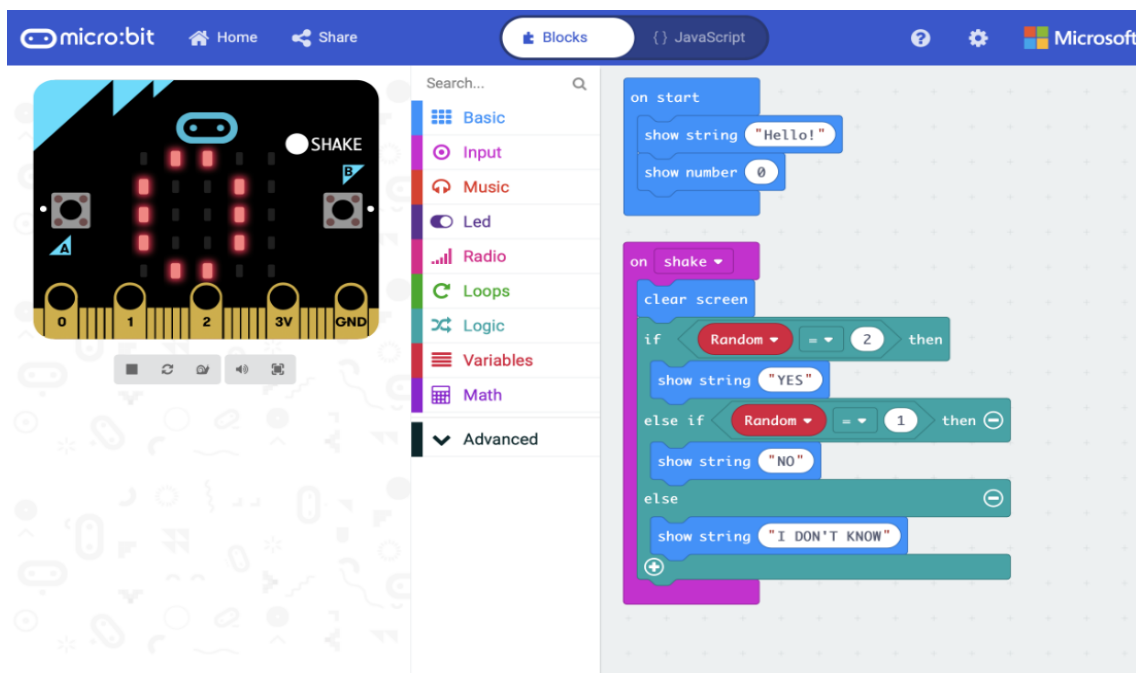 micro:bit Home Share Blocks {} JavaScript ? Microsoft
SHAKE
B
A
0 1 2 3V GND
Search...
Basic
Input
Music
Led
Radio
Loops
Logic
Variables
Math
Advanced
on start
show string "Hello!"
show number 0
on shake
clear screen
if Random = 2 then
show string "YES"
else if Random = 1 then
show string "NO"
else
show string "I DON'T KNOW"